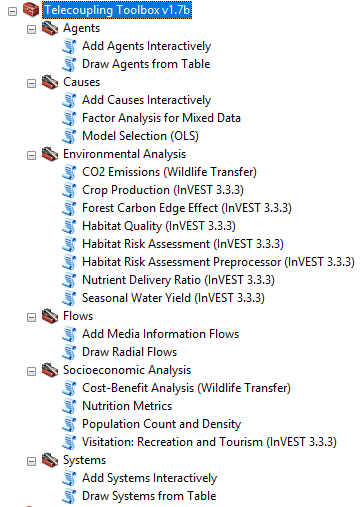 Telecoupling Toolbox v1.7b
Agents
Add Agents Interactively
Draw Agents from Table
Causes
Add Causes Interactively
Factor Analysis for Mixed Data
Model Selection (OLS)
Environmental Analysis
CO2 Emissions (Wildlife Transfer)
Crop Production (InVEST 3.3.3)
Forest Carbon Edge Effect (InVEST 3.3.3)
Habitat Quality (InVEST 3.3.3)
Habitat Risk Assessment (InVEST 3.3.3)
Habitat Risk Assessment Preprocessor (InVEST 3.3.3)
Nutrient Delivery Ratio (InVEST 3.3.3)
Seasonal Water Yield (InVEST 3.3.3)
Flows
Add Media Information Flows
Draw Radial Flows
Socioeconomic Analysis
Cost-Benefit Analysis (Wildlife Transfer)
Nutrition Metrics
Population Count and Density
Visitation: Recreation and Tourism (InVEST 3.3.3)
Systems
Add Systems Interactively
Draw Systems from Table